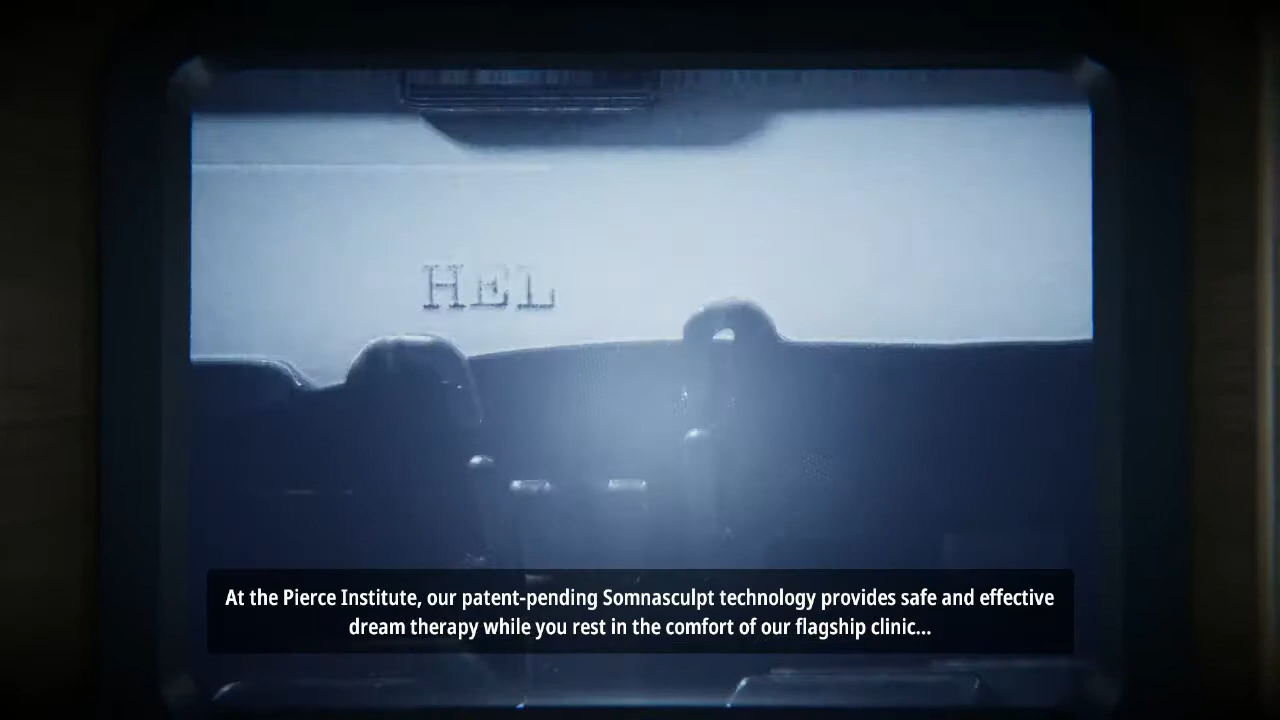 HEL
At the Pierce Institute, our patent-pending Somnasculpt technology provides safe and effective
dream therapy while you rest in the comfort of our flagship clinic...